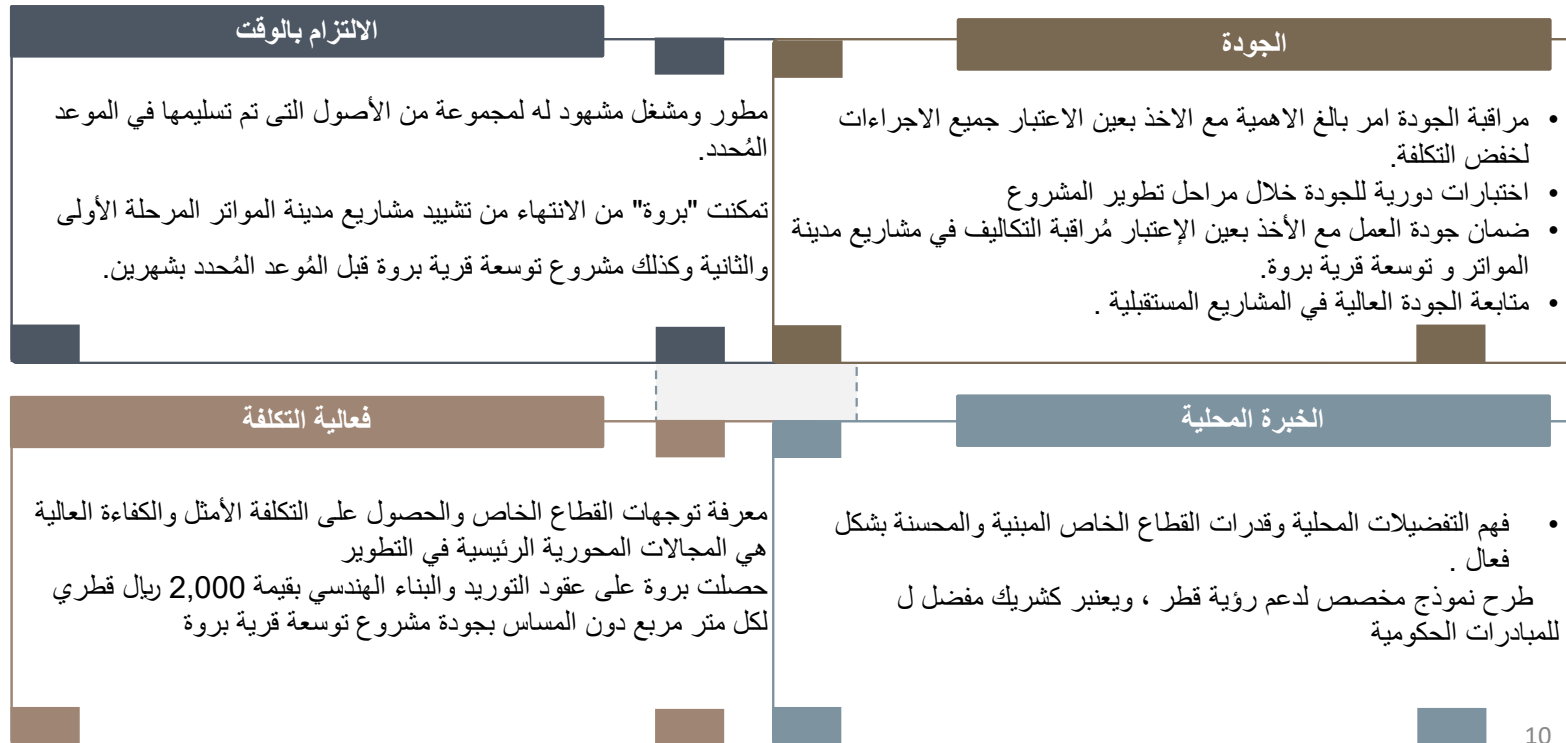 الجودة
• مراقبة الجودة امر بالغ الاهمية مع الاخذ بعين الاعتبار جميع الاجراءات
لخفض التكلفة.
• اختبارات دورية للجودة خلال مراحل تطوير المشروع
• ضمان جودة العمل مع الأخذ بعين الإعتبار مُراقبة التكاليف في مشاريع مدينة
المواتر و توسعة قرية بروة.
• متابعة الجودة العالية في المشاريع المستقبلية .
الالتزام بالوقت
مطور ومشغل مشهود له لمجموعة من الأصول التى تم تسليمها في الموعد
المُحدد.
تمكنت "بروة" من الانتهاء من تشييد مشاريع مدينة المواتر المرحلة الأولى
والثانية وكذلك مشروع توسعة قرية بروة قبل المُوعد المُحدد بشهرين.
الخبرة المحلية
• فهم التفضيلات المحلية وقدرات القطاع الخاص المبنية والمحسنة بشكل
فعال .
طرح نموذج مخصص لدعم رؤية قطر ، ويعنبر كشريك مفضل ل
للمبادرات الحكومية
فعالية التكلفة
معرفة توجهات القطاع الخاص والحصول على التكلفة الأمثل والكفاءة العالية
هي المجالات المحورية الرئيسية في التطوير
حصلت بروة على عقود التوريد والبناء الهندسي بقيمة 2,000 ريال قطري
لكل متر مربع دون المساس بجودة مشروع توسعة قرية بروة
10